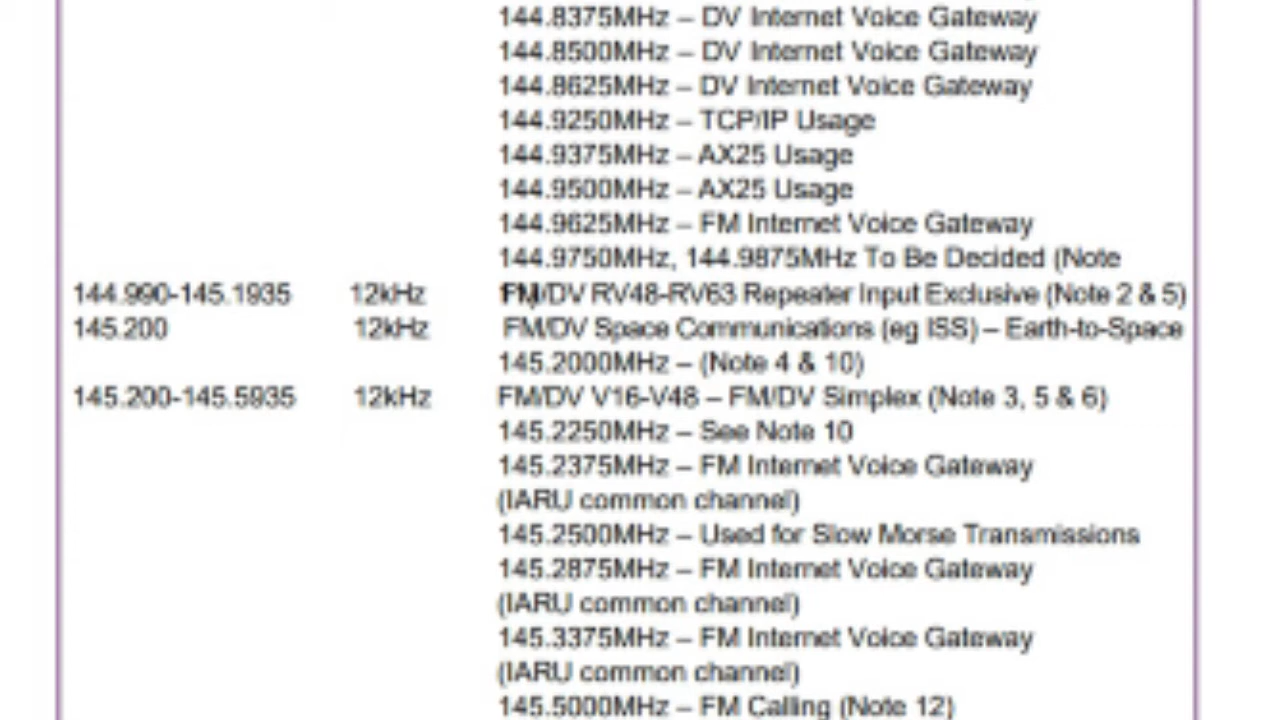 144.8375MHz – DV Internet Voice Gateway
144.8500MHz – DV Internet Voice Gateway
144.8625MHz – DV Internet Voice Gateway
144.9250MHz – TCP/IP Usage
144.9375MHz – AX25 Usage
144.9500MHz – AX25 Usage
144.9625MHz – FM Internet Voice Gateway
144.9750MHz, 144.9875MHz To Be Decided (Note
144.990-145.1935 12kHz FM/DV RV48-RV63 Repeater Input Exclusive (Note 2 & 5)
145.200 12kHz FM/DV Space Communications (eg ISS) – Earth-to-Space
145.2000MHz – (Note 4 & 10)
145.200-145.5935 12kHz FM/DV V16-V48 – FM/DV Simplex (Note 3, 5 & 6)
145.2250MHz – See Note 10
145.2375MHz – FM Internet Voice Gateway
(IARU common channel)
145.2500MHz – Used for Slow Morse Transmissions
145.2875MHz – FM Internet Voice Gateway
(IARU common channel)
145.3375MHz – FM Internet Voice Gateway
(IARU common channel)
145.5000MHz – FM Calling (Note 12)